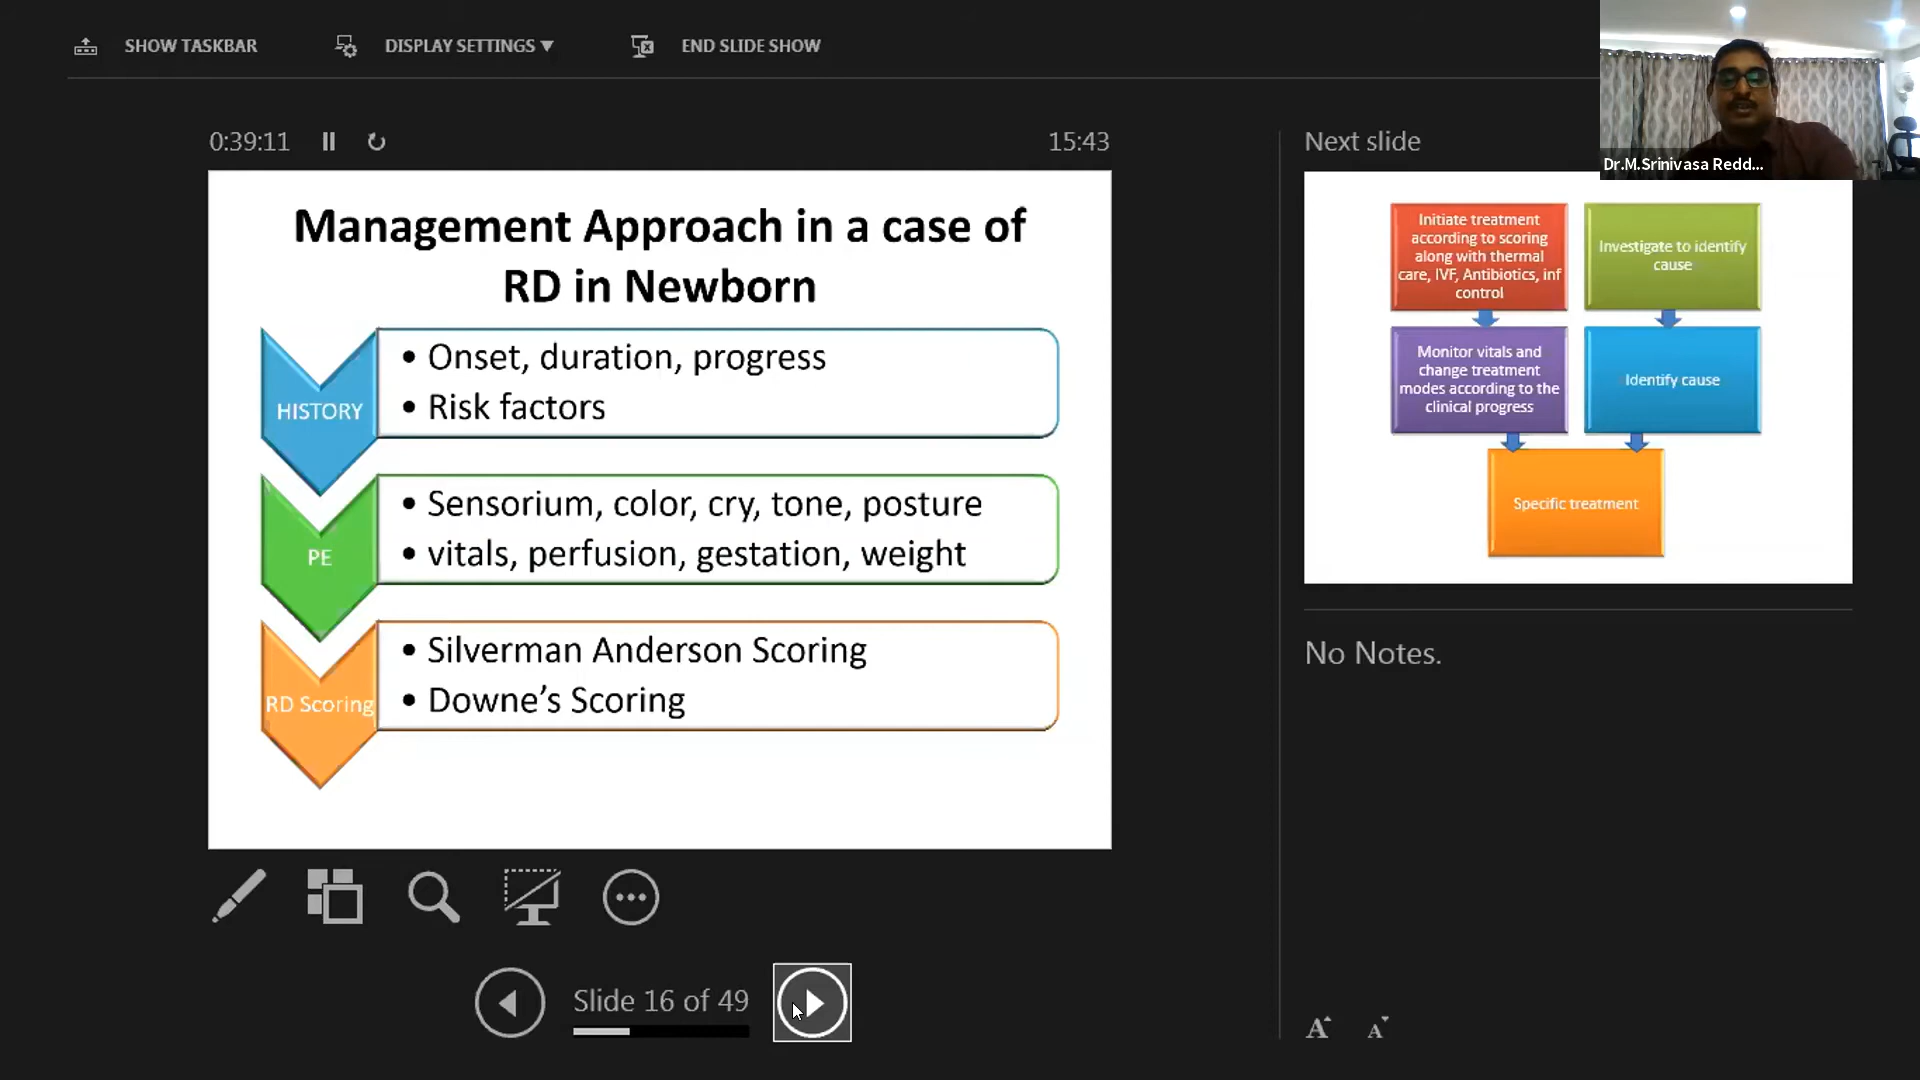 SHOW TASKBAR
DISPLAY SETTINGS ▼
END SLIDE SHOW
0:39:11
15:43
Management Approach in a case of
RD in Newborn
HISTORY
• Onset, duration, progress
• Risk factors
PE
• Sensorium, color, cry, tone, posture
• vitals, perfusion, gestation, weight
RD Scoring
• Silverman Anderson Scoring
• Downe’s Scoring
Slide 16 of 49
Next slide
Dr.M.Srinivasa Redd...
Initiate treatment
according to scoring
along with thermal
care, IVF, Antibiotics, inf
control
Investigate to identify
cause
Monitor vitals and
change treatment
modes according to the
clinical progress
Identify cause
Specific treatment
No Notes.
A A